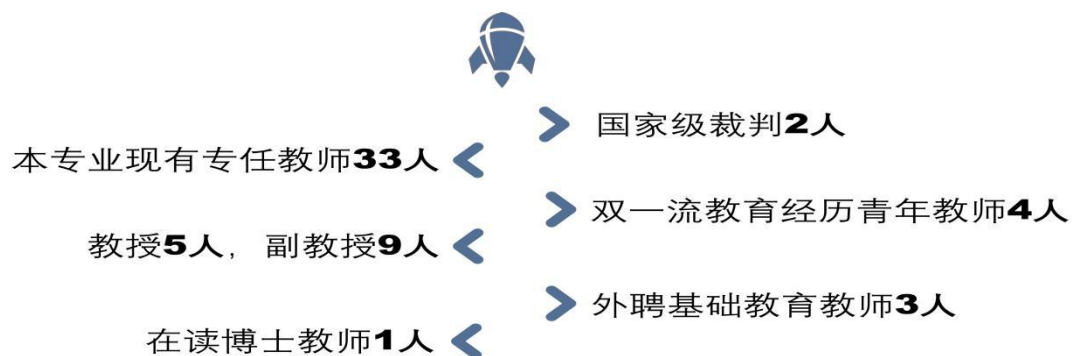 国家级裁判2人
本专业现有专任教师33人
双一流教育经历青年教师4人
教授5人，副教授9人
外聘基础教育教师3人
在读博士教师1人